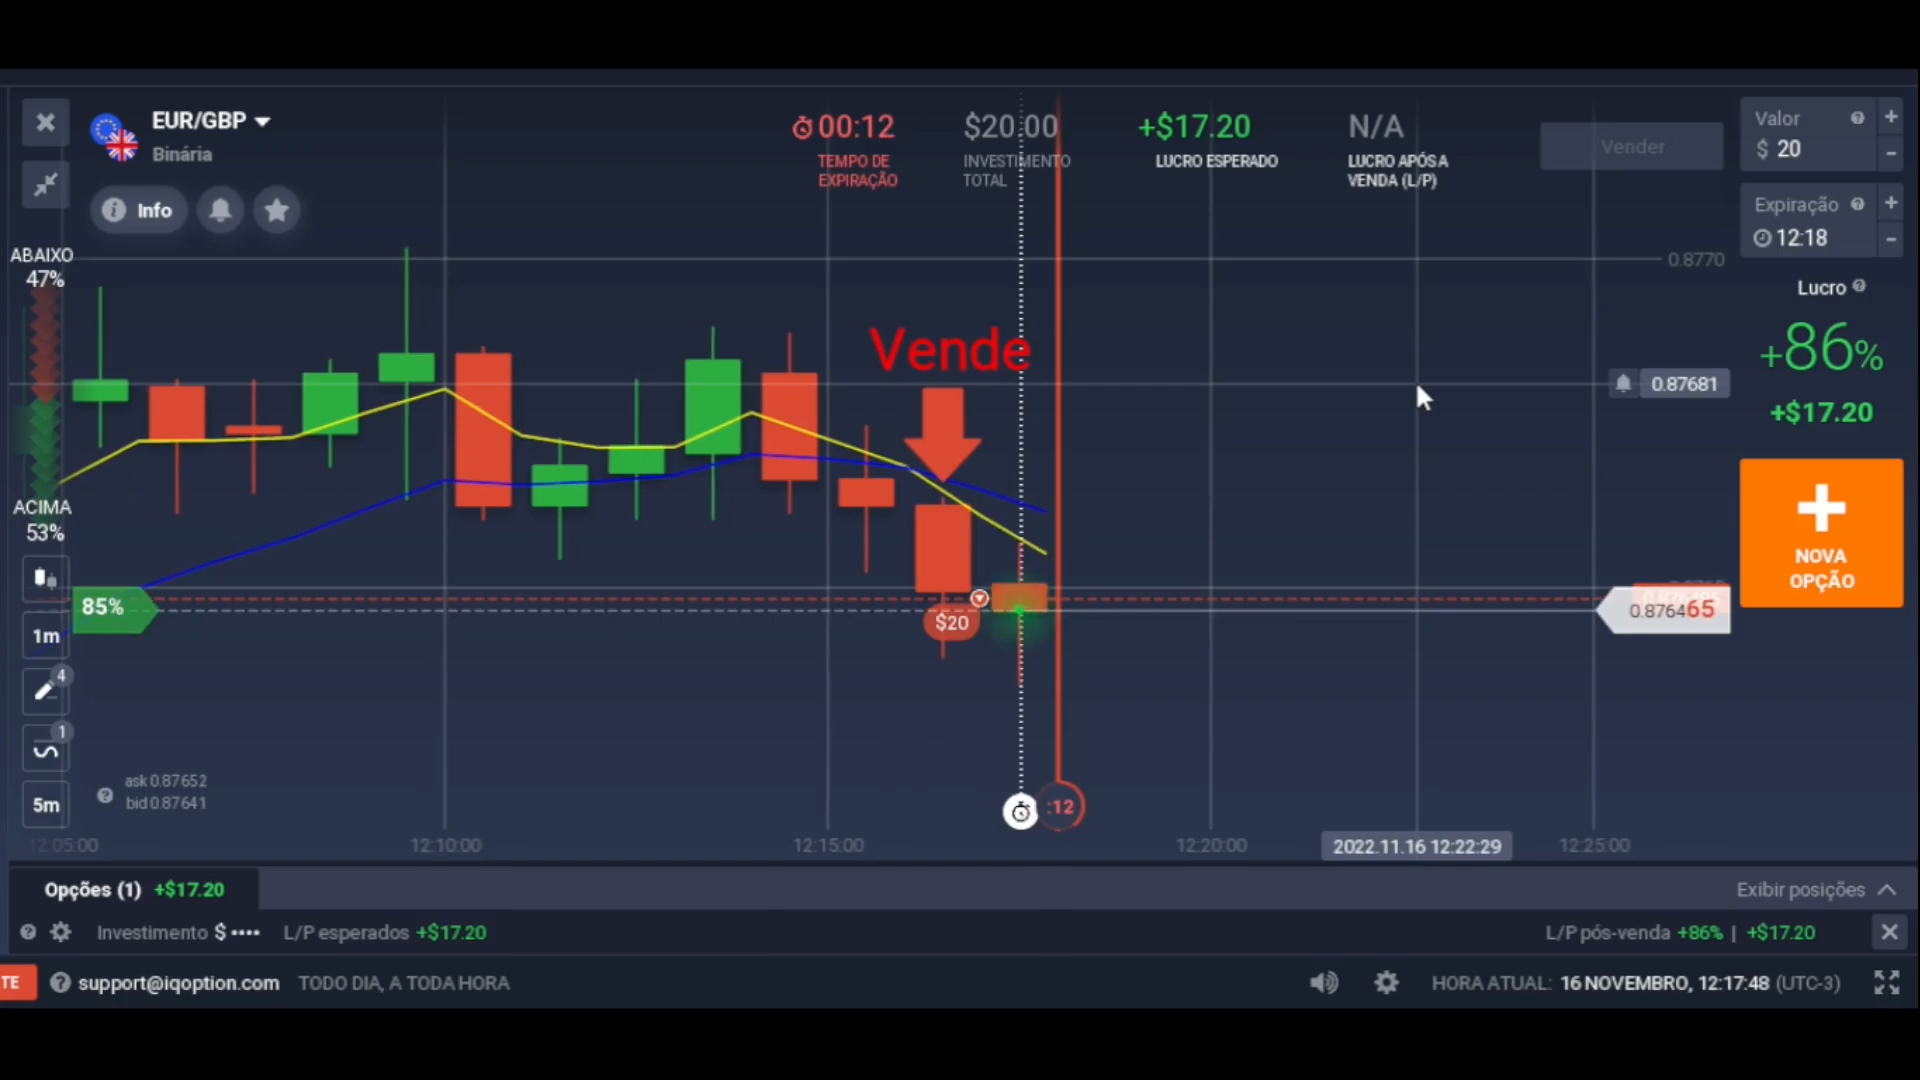 EUR/GBP
Binária
Info
00:12
TEMPO DE
EXPIRAÇÃO
$20.00
INVESTIMENTO
TOTAL
+$17.20
LUCRO ESPERADO
N/A
LUCRO APÓS A
VENDA (L/P)
Vender
Valor
$ 20
Expiração
12:18
Lucro
+86%
+$17.20
NOVA
OPÇÃO
ABAIXO
47%
ACIMA
53%
85%
1m
4
1
5m
Vende
$20
0.8770
0.87681
0.876465
ask 0.87652
bid 0.87641
:12
12:05:00
12:10:00
12:15:00
12:20:00
2022.11.16 12:22:29
12:25:00
Opções (1) +$17.20
Exibir posições
Investimento $ •••• L/P esperados +$17.20
L/P pós-venda +86% | +$17.20
TE
support@iqoption.com TODO DIA, A TODA HORA
HORA ATUAL: 16 NOVEMBRO, 12:17:48 (UTC-3)